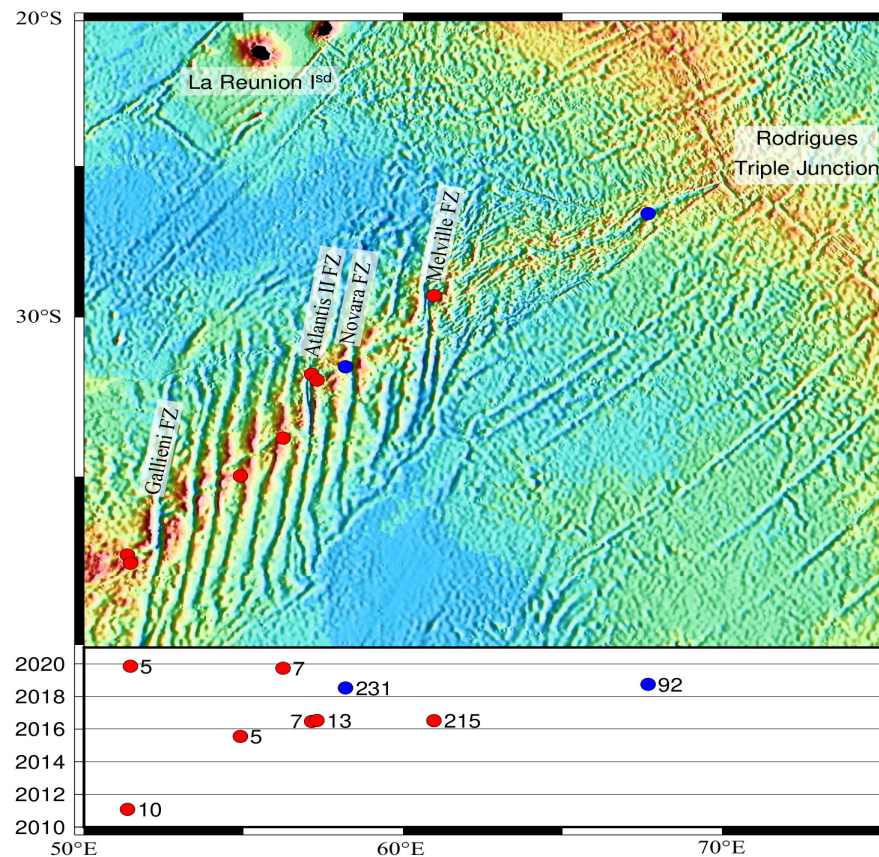 20°S
La Reunion Isd
Rodrigues
Triple Junction
Melville FZ
Atlantis II FZ
Novara FZ
30°S
Gallieni FZ
2020
5
7
2018
231
92
2016
7
13
215
5
2014
2012
10
2010
50°E
60°E
70°E